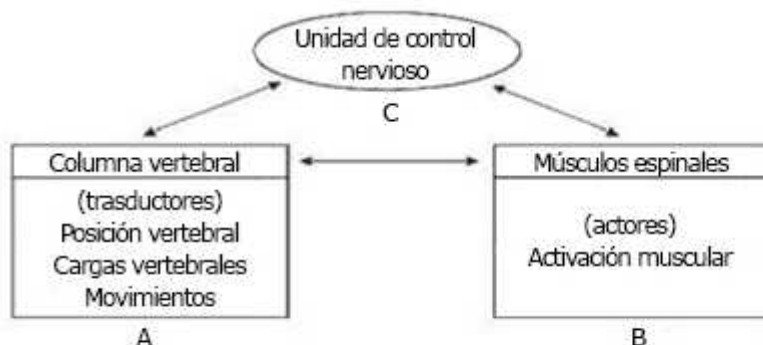 Unidad de control
nervioso
C
Columna vertebral
(trasductores)
Posición vertebral
Cargas vertebrales
Movimientos
A
Músculos espinales
(actores)
Activación muscular
B